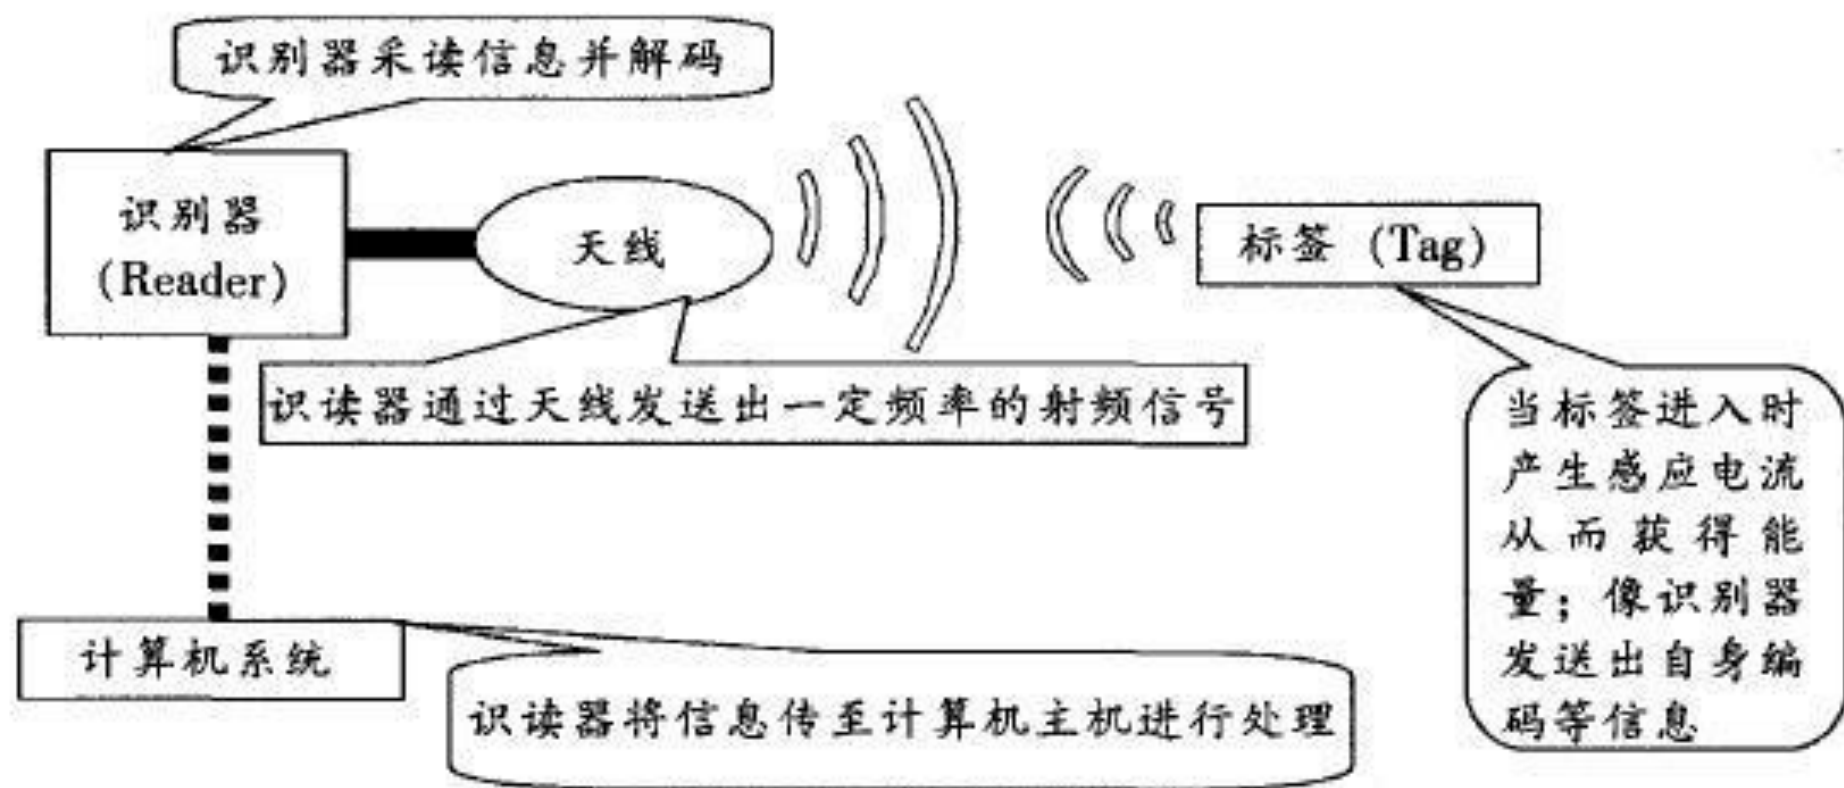 识别器采读信息并解码
识别器
(Reader)
天线
标签 (Tag)
识读器通过天线发送出一定频率的射频信号
当标签进入时
产生感应电流
从而获得能
量；像识别器
发送出自身编
码等信息
计算机系统
识读器将信息传至计算机主机进行处理